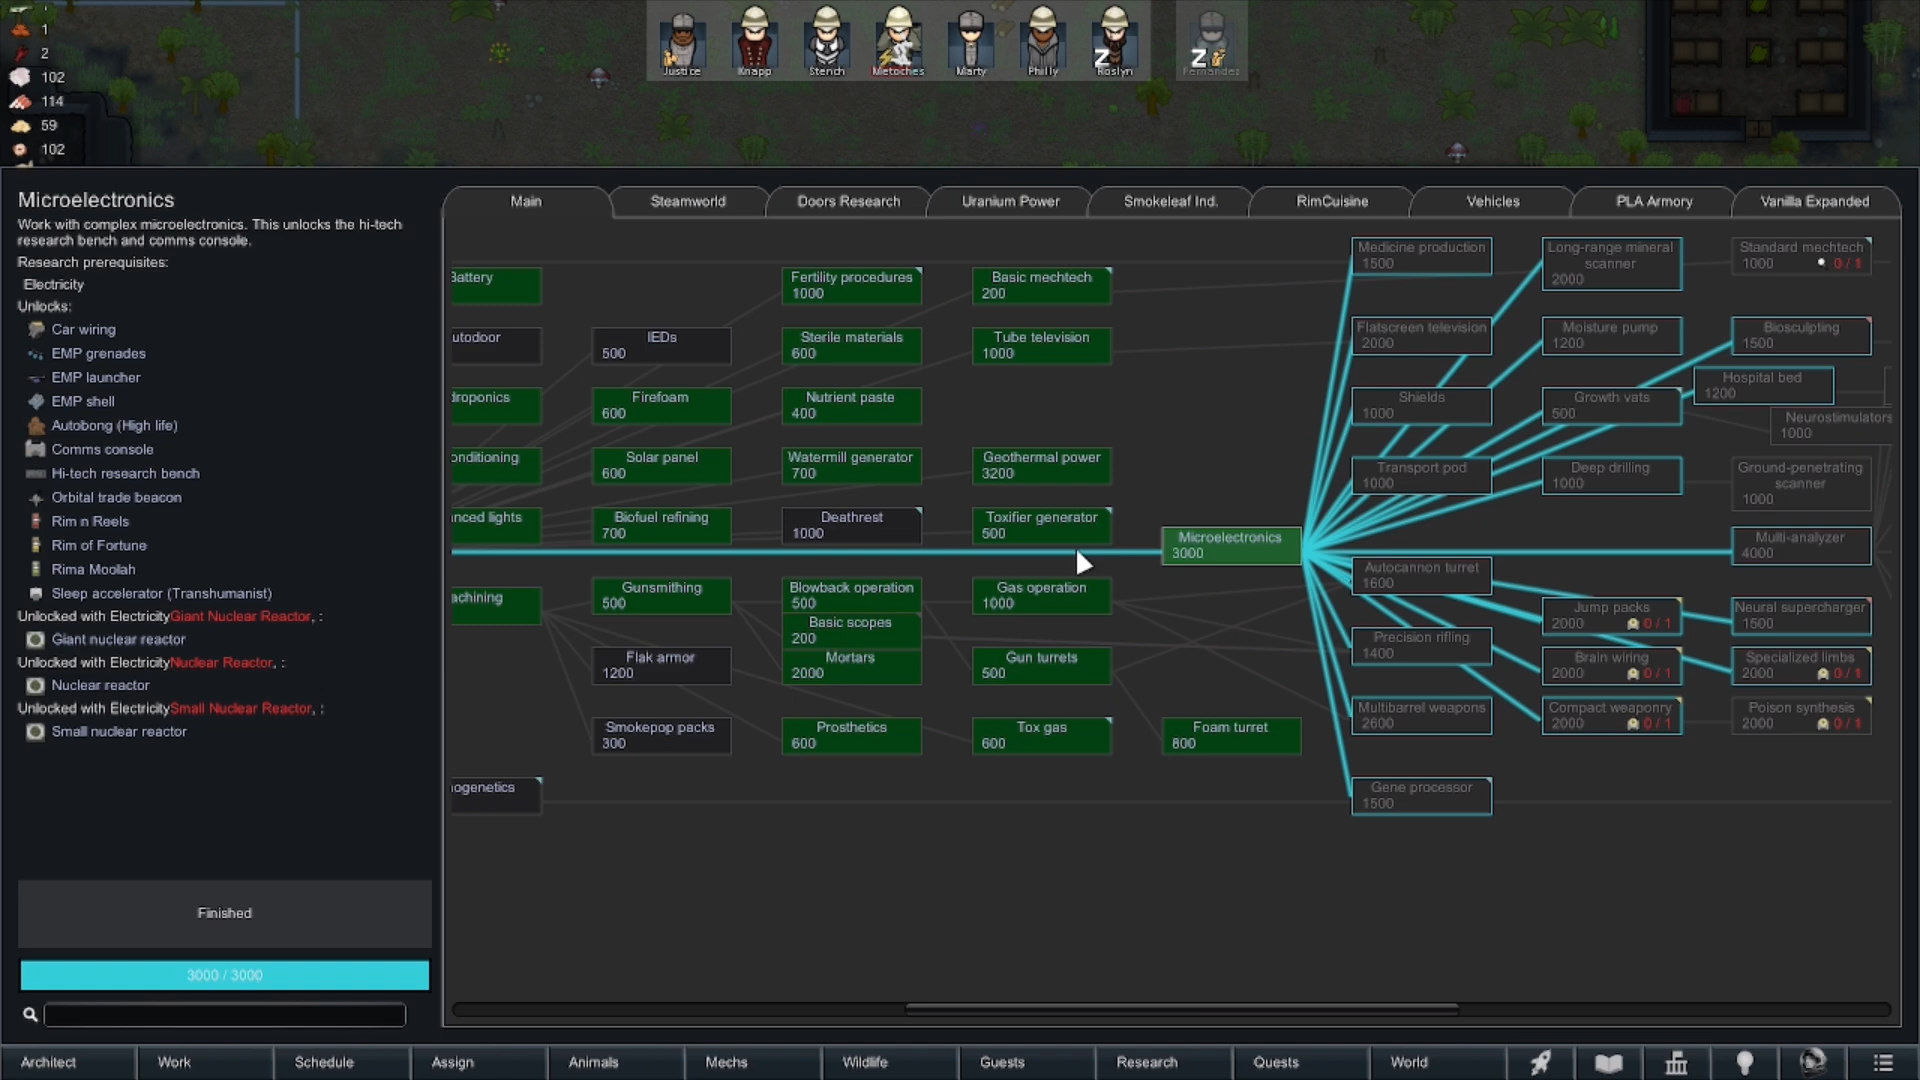 1
2
102
114
59
102
Justice
Knapp
Stench
Metoches
Marty
Philly
Roslyn
Fernandez
Microelectronics
Work with complex microelectronics. This unlocks the hi-tech
research bench and comms console.
Research prerequisites:
Electricity
Unlocks:
Car wiring
EMP grenades
EMP launcher
EMP shell
Autobong (High life)
Comms console
Hi-tech research bench
Orbital trade beacon
Rim n Reels
Rim of Fortune
Rima Moolah
Sleep accelerator (Transhumanist)
Unlocked with ElectricityGiant Nuclear Reactor, :
Giant nuclear reactor
Unlocked with ElectricityNuclear Reactor, :
Nuclear reactor
Unlocked with ElectricitySmall Nuclear Reactor, :
Small nuclear reactor
Finished
3000 / 3000
Main
Steamworld
Doors Research
Uranium Power
Smokeleaf Ind.
RimCuisine
Vehicles
PLA Armory
Vanilla Expanded
Battery
utodoor
droponics
onditioning
nced lights
achining
nogenetics
IEDs
500
Firefoam
600
Solar panel
600
Biofuel refining
700
Gunsmithing
500
Flak armor
1200
Smokepop packs
300
Fertility procedures
1000
Sterile materials
600
Nutrient paste
400
Watermill generator
700
Deathrest
1000
Blowback operation
500
Basic scopes
200
Mortars
2000
Prosthetics
600
Basic mechtech
200
Tube television
1000
Geothermal power
3200
Toxifier generator
500
Gas operation
1000
Gun turrets
500
Tox gas
600
Microelectronics
3000
Foam turret
800
Medicine production
1500
Flatscreen television
2000
Shields
1000
Transport pod
1000
Autocannon turret
1600
Precision rifling
1400
Multibarrel weapons
2600
Gene processor
1500
Long-range mineral
scanner
2000
Moisture pump
1200
Growth vats
500
Deep drilling
1000
Jump packs
2000 0 / 1
Brain wiring
2000 0 / 1
Compact weaponry
2000 0 / 1
Standard mechtech
1000 0 / 1
Biosculpting
1500
Hospital bed
1200
Neurostimulators
1000
Ground-penetrating
scanner
1000
Multi-analyzer
4000
Neural supercharger
1500
Specialized limbs
2000 0 / 1
Poison synthesis
2000 0 / 1
Architect
Work
Schedule
Assign
Animals
Mechs
Wildlife
Guests
Research
Quests
World